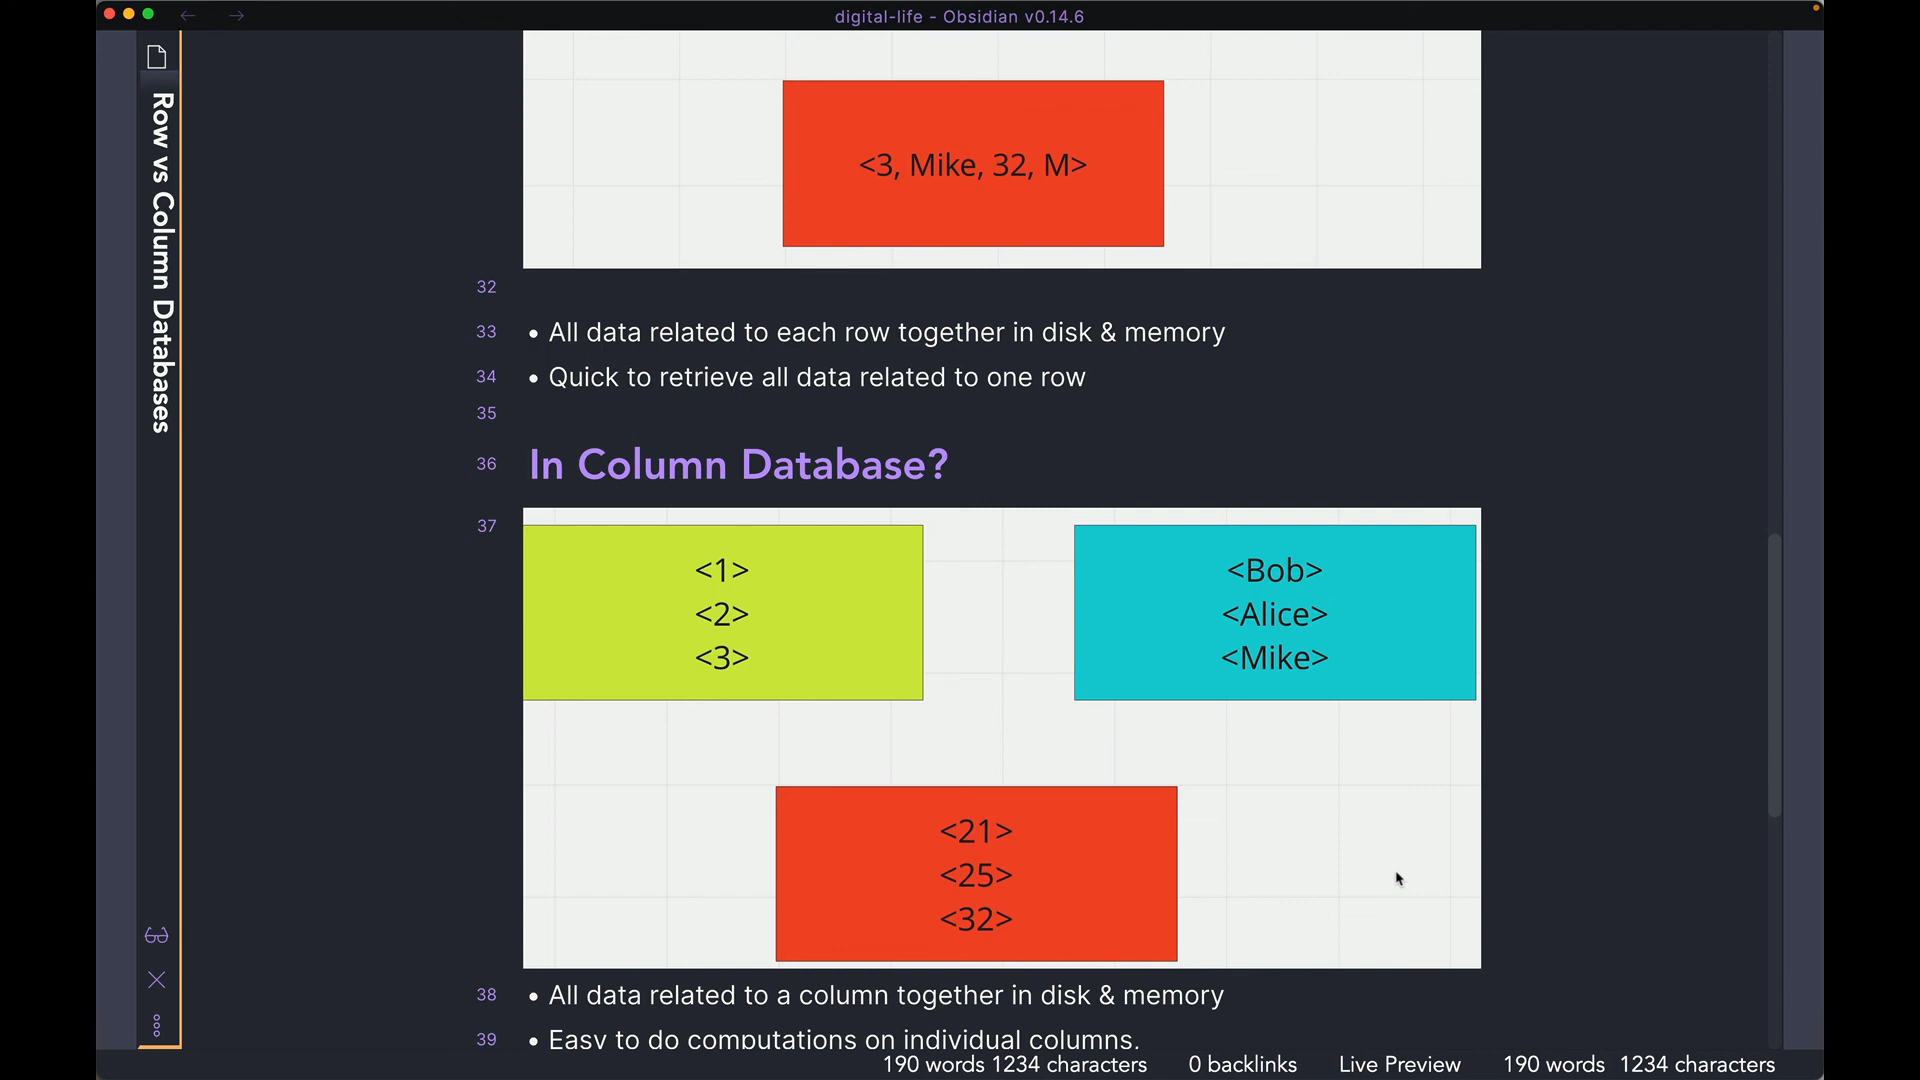 digital-life - Obsidian v0.14.6
Row vs Column Databases
<3, Mike, 32, M>
32
33 • All data related to each row together in disk & memory
34 • Quick to retrieve all data related to one row
35
36 In Column Database?
37
<1>
<2>
<3>
<Bob>
<Alice>
<Mike>
<21>
<25>
<32>
38 • All data related to a column together in disk & memory
39 • Easy to do computations on individual columns.
190 words 1234 characters 0 backlinks Live Preview 190 words 1234 characters